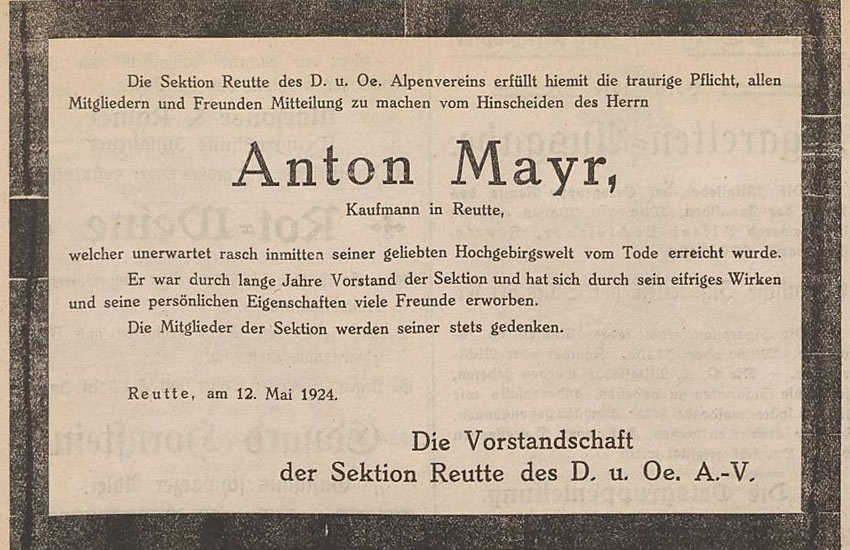 Die Sektion Reutte des D. u. Oe. Alpenvereins erfüllt hiemit die traurige Pflicht, allen
Mitgliedern und Freunden Mitteilung zu machen vom Hinscheiden des Herrn
Anton Mayr,
Kaufmann in Reutte,
welcher unerwartet rasch inmitten seiner geliebten Hochgebirgswelt vom Tode erreicht wurde.
Er war durch lange Jahre Vorstand der Sektion und hat sich durch sein eifriges Wirken
und seine persönlichen Eigenschaften viele Freunde erworben.
Die Mitglieder der Sektion werden seiner stets gedenken.
Reutte, am 12. Mai 1924.
Die Vorstandschaft
der Sektion Reutte des D. u. Oe. A.-V.